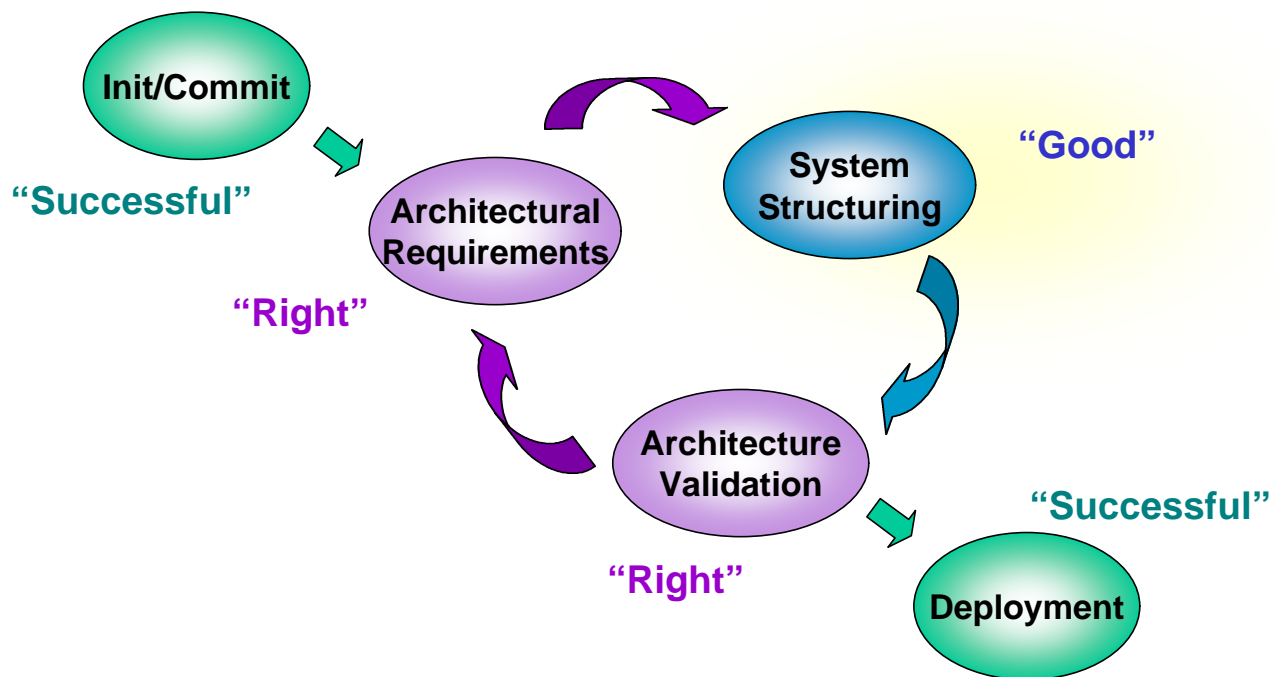 Init/Commit
“Successful”
Architectural
Requirements
“Right”
System
Structuring
“Good”
Architecture
Validation
“Right”
“Successful”
Deployment